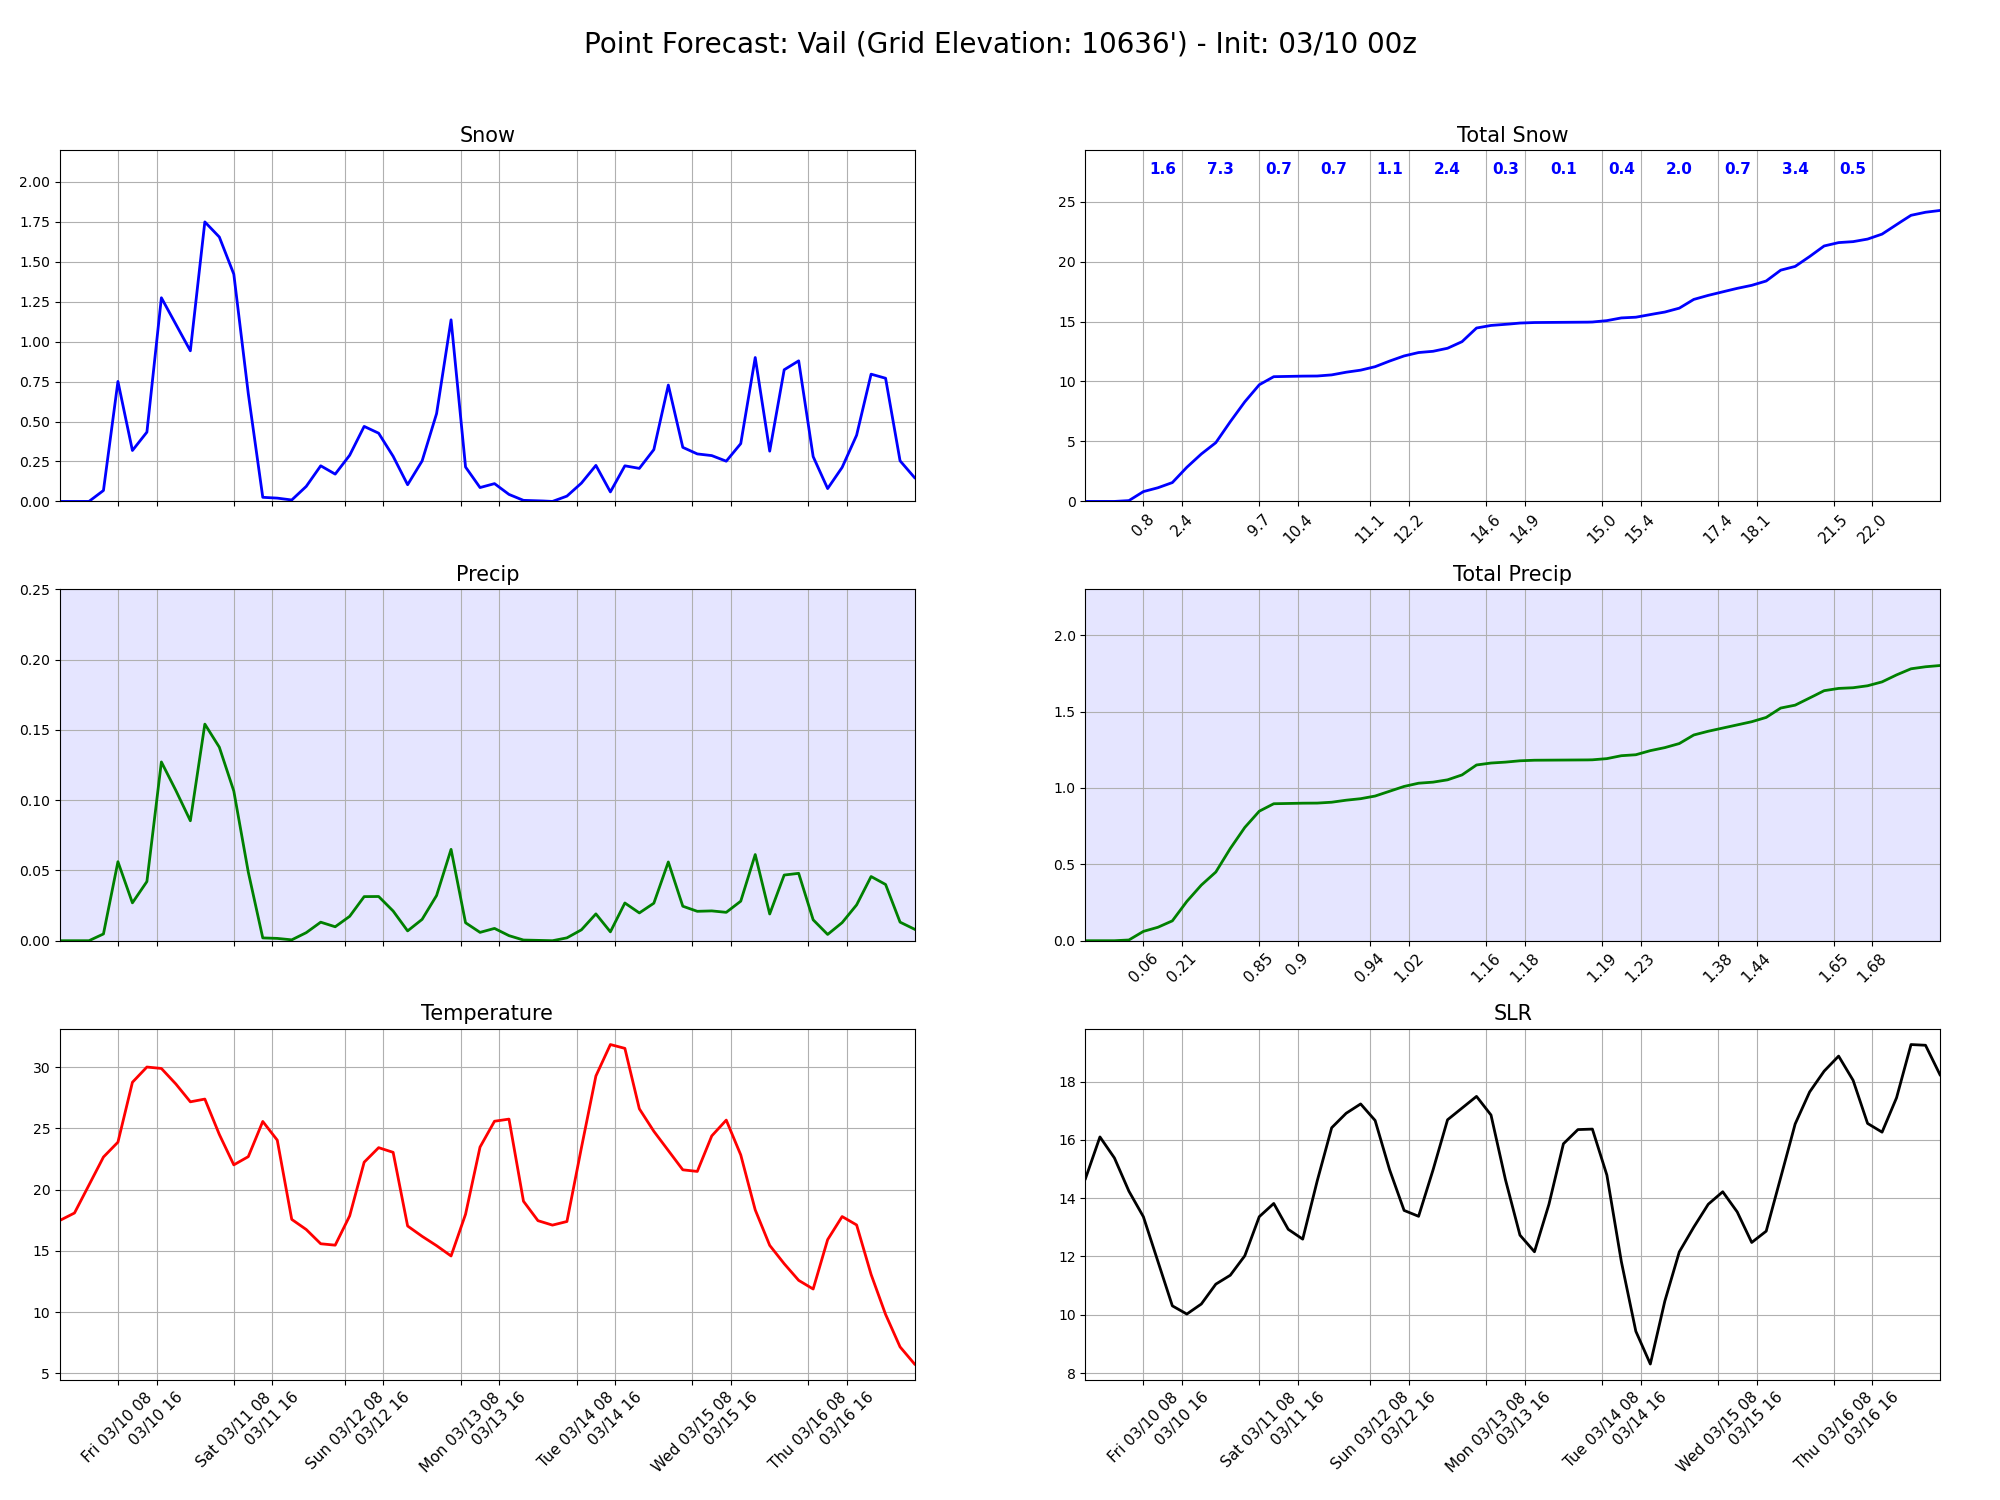 Point Forecast: Vail (Grid Elevation: 10636') - Init: 03/10 00z
Snow
2.00
1.75
1.50
1.25
1.00
0.75
0.50
0.25
0.00
Total Snow
1.6 7.3 0.7 0.7 1.1 2.4 0.3 0.1 0.4 2.0 0.7 3.4 0.5
25
20
15
10
5
0
0.8 2.4 9.7 10.4 11.1 12.2 14.6 14.9 15.0 15.4 17.4 18.1 21.5 22.0
Precip
0.25
0.20
0.15
0.10
0.05
0.00
Total Precip
2.0
1.5
1.0
0.5
0.0
0.06 0.21 0.85 0.9 0.94 1.02 1.16 1.18 1.19 1.23 1.38 1.44 1.65 1.68
Temperature
30
25
20
15
10
5
Fri 03/10 08
03/10 16
Sat 03/11 08
03/11 16
Sun 03/12 08
03/12 16
Mon 03/13 08
03/13 16
Tue 03/14 08
03/14 16
Wed 03/15 08
03/15 16
Thu 03/16 08
03/16 16
SLR
18
16
14
12
10
8
Fri 03/10 08
03/10 16
Sat 03/11 08
03/11 16
Sun 03/12 08
03/12 16
Mon 03/13 08
03/13 16
Tue 03/14 08
03/14 16
Wed 03/15 08
03/15 16
Thu 03/16 08
03/16 16